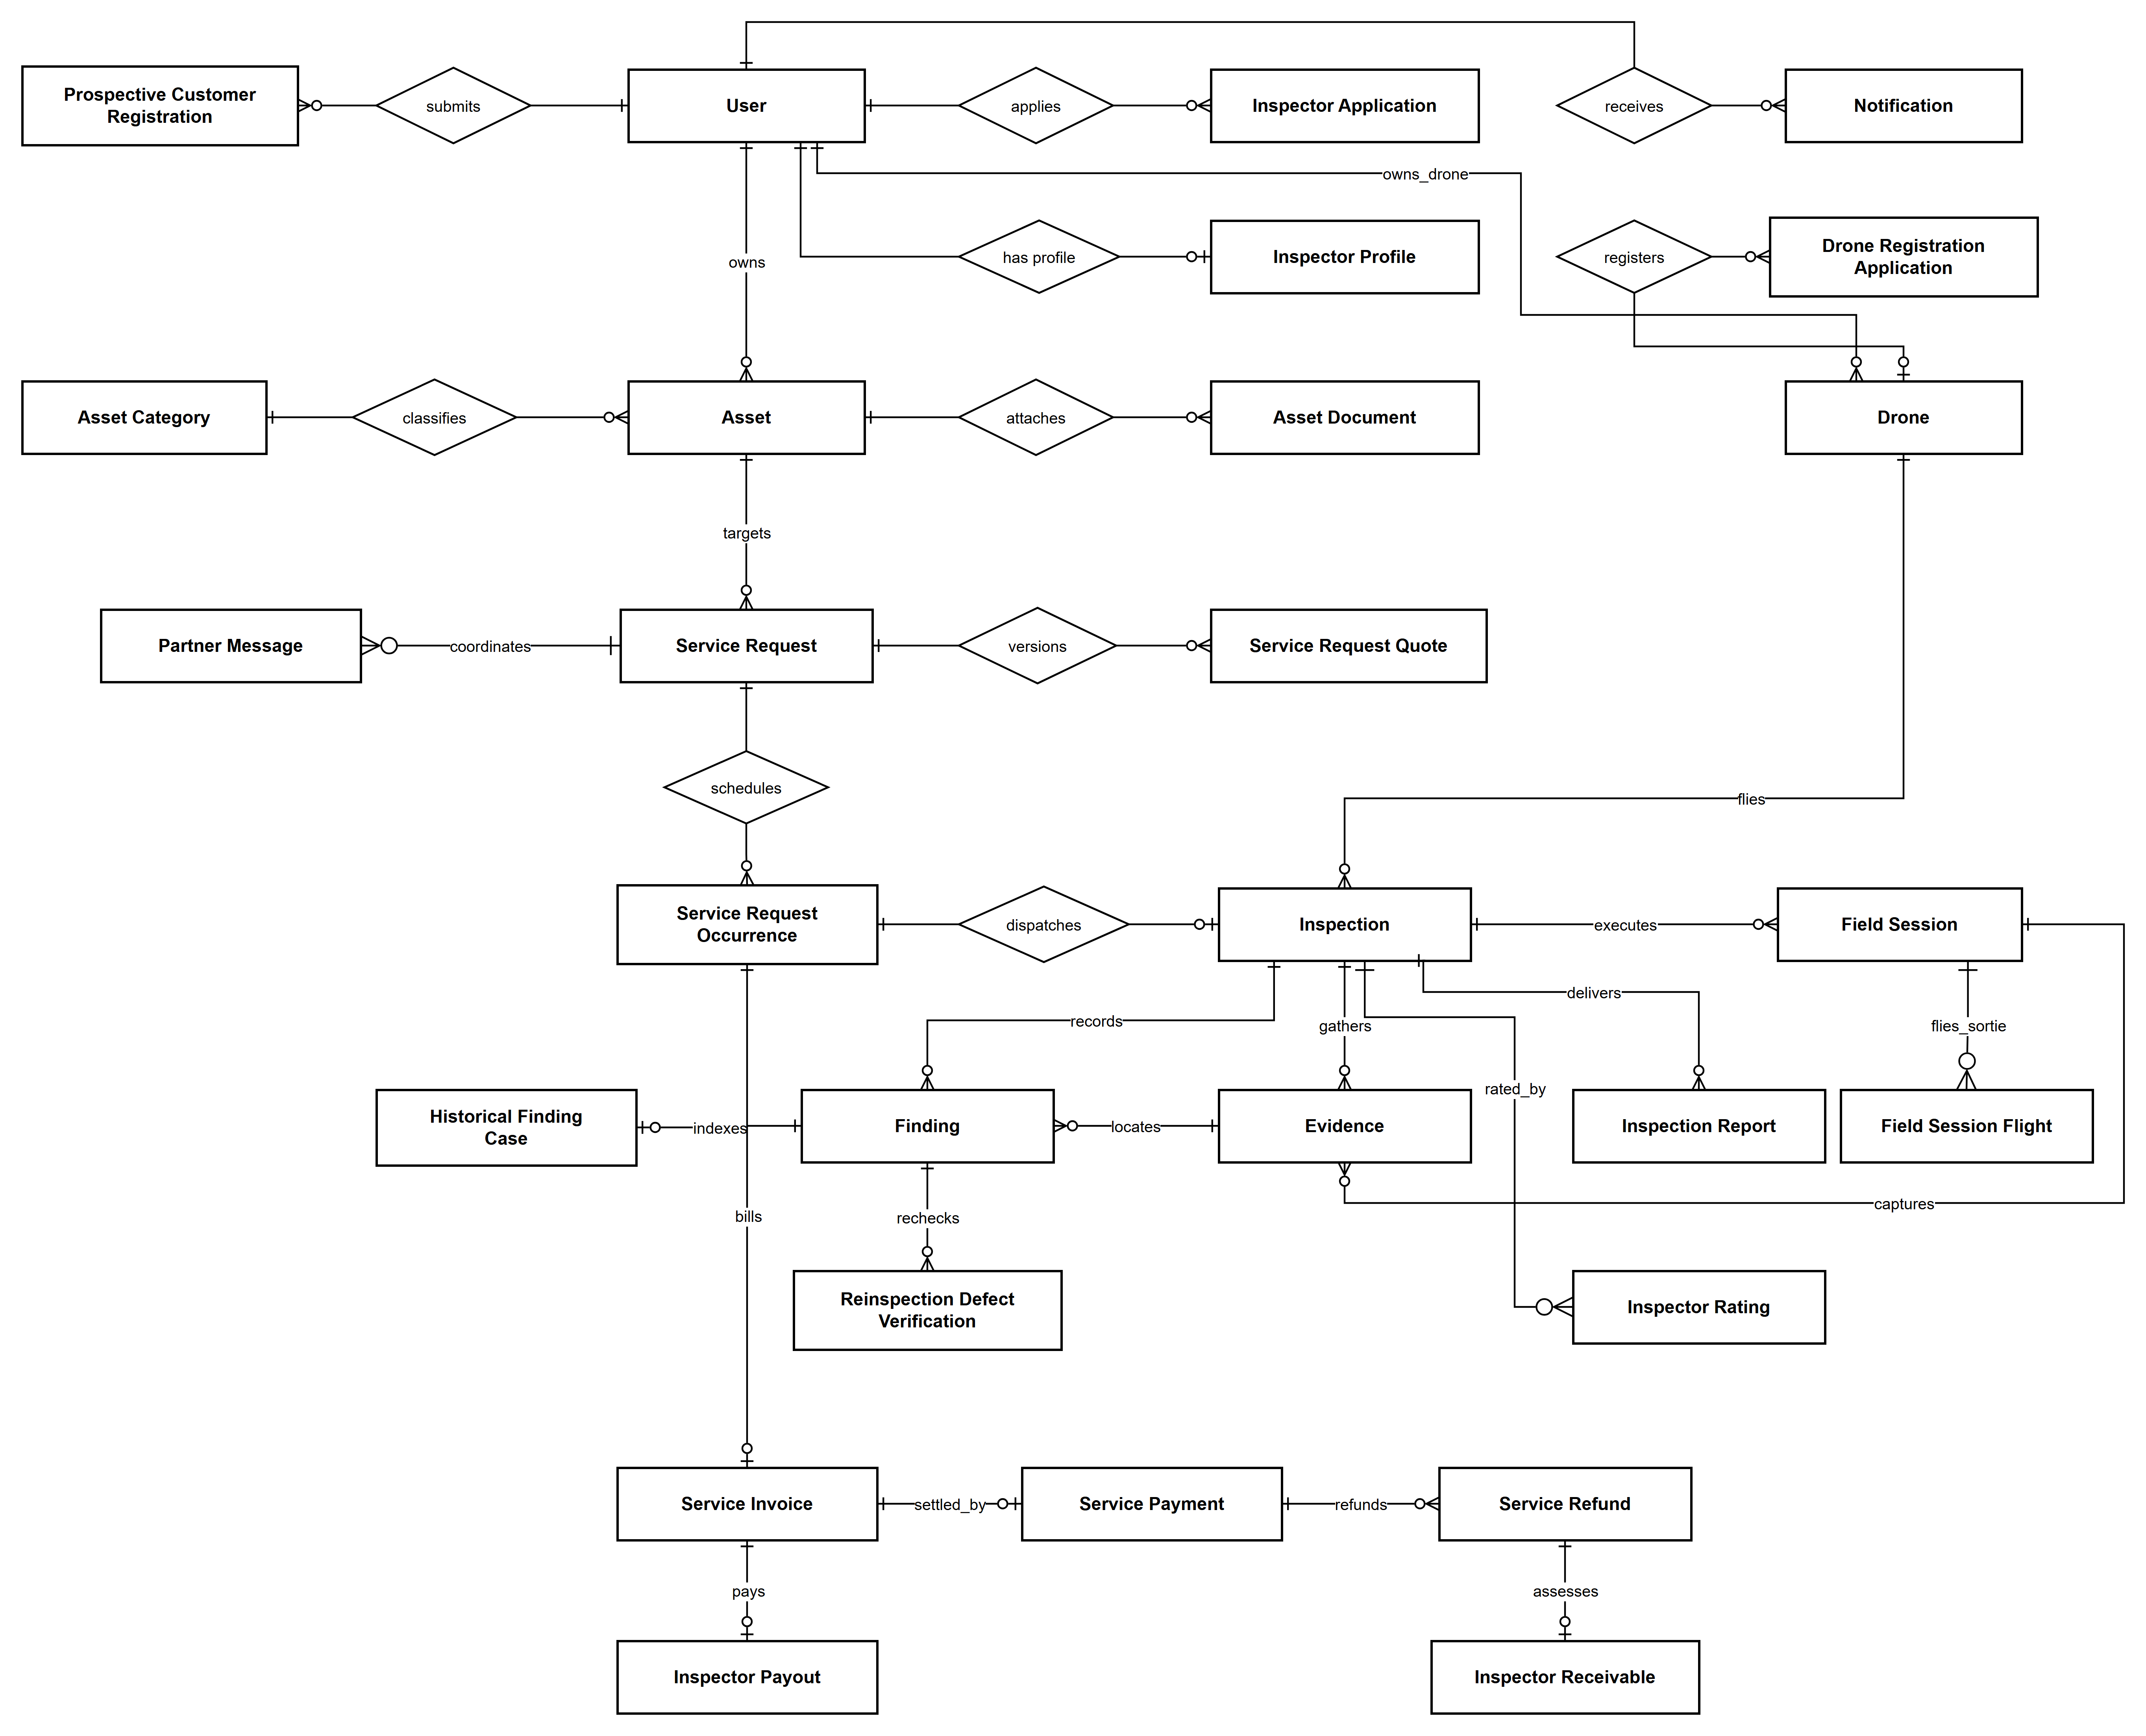 Prospective Customer
Registration
submits
User
applies
Inspector Application
receives
Notification
owns_drone
owns
has profile
Inspector Profile
registers
Drone Registration
Application
Asset Category
classifies
Asset
attaches
Asset Document
Drone
targets
Partner Message
coordinates
Service Request
versions
Service Request Quote
schedules
flies
Service Request
Occurrence
dispatches
Inspection
executes
Field Session
delivers
records
gathers
flies_sortie
rated_by
Historical Finding
Case
indexes
Finding
locates
Evidence
Inspection Report
Field Session Flight
captures
bills
rechecks
Reinspection Defect
Verification
Inspector Rating
Service Invoice
settled_by
Service Payment
refunds
Service Refund
pays
assesses
Inspector Payout
Inspector Receivable